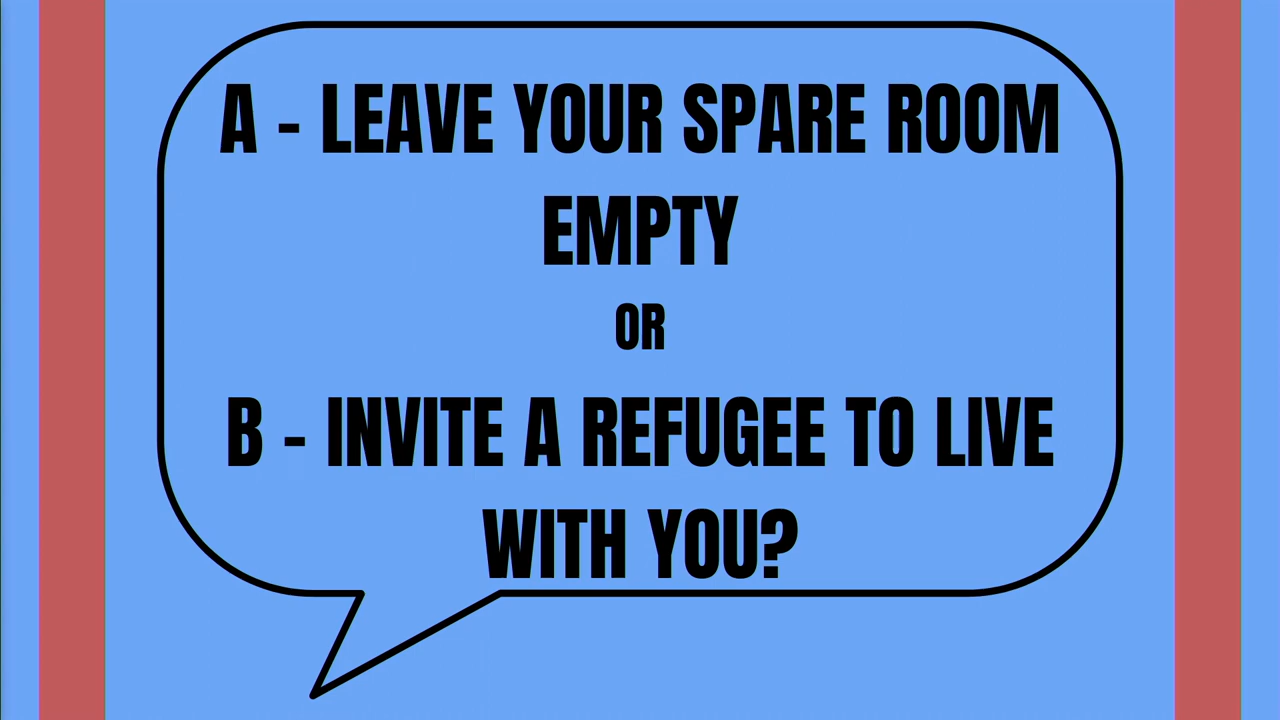 A - LEAVE YOUR SPARE ROOM
EMPTY
OR
B - INVITE A REFUGEE TO LIVE
WITH YOU?